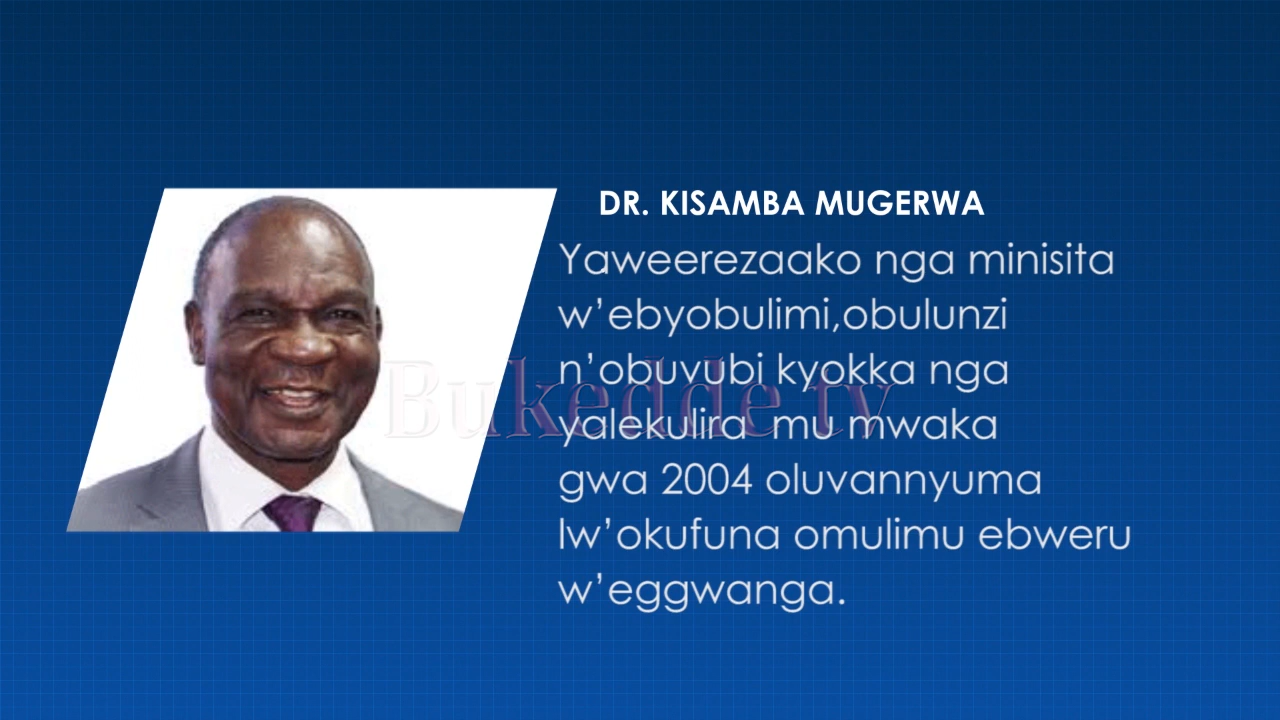 DR. KISAMBA MUGERWA
Yaweerezaako nga minisita
w’ebyobulimi,obulunzi
n’obuvubi kyokka nga
Bukedde tv
yalekulira mu mwaka
gwa 2004 oluvannyuma
lw’okufuna omulimu ebweru
w’eggwanga.